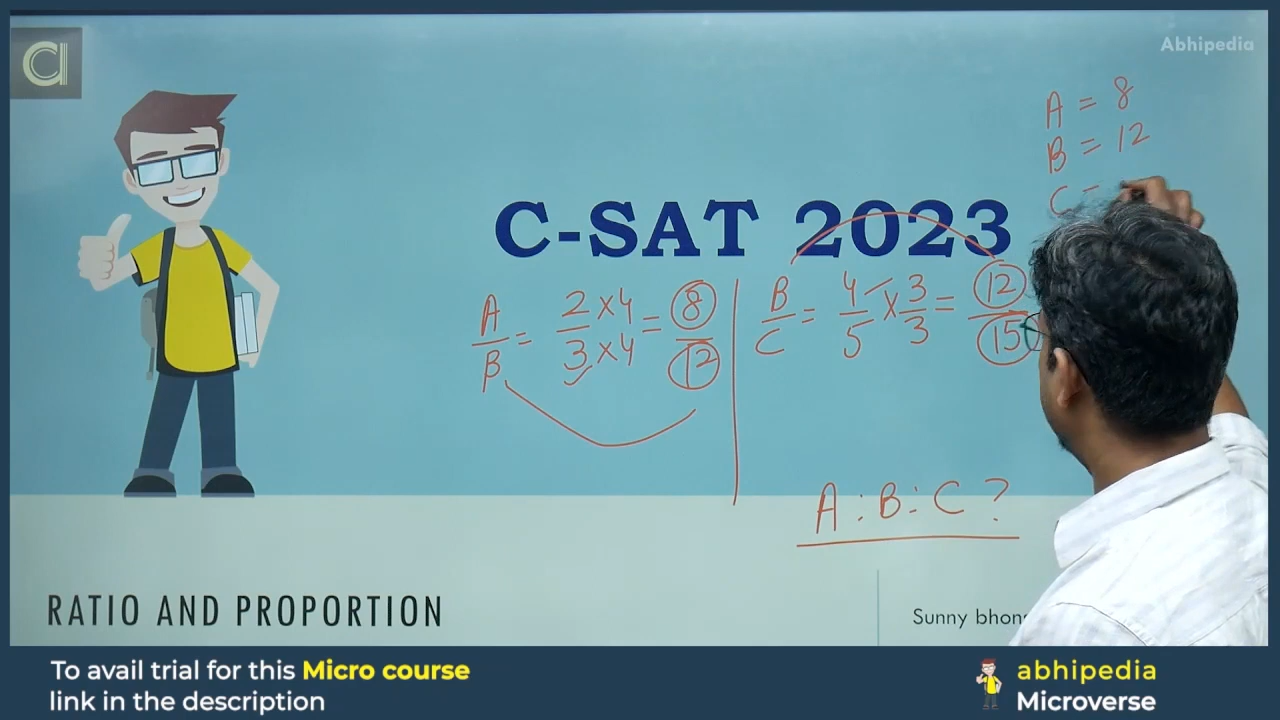 a
Abhipedia
A = 8
B = 12
C =
C-SAT 2023
A/B = 2/3 ×4/×4 = 8/12
B/C = 4/5 × 3/3 = 12/15
A : B : C ?
RATIO AND PROPORTION
Sunny
To avail trial for this Micro course
link in the description
abhipedia
Microverse